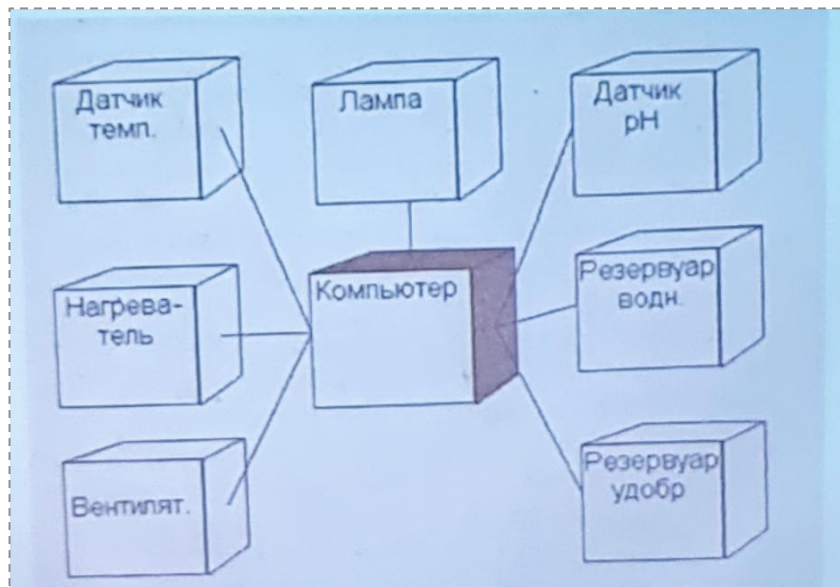 Датчик
темп.
Лампа
Датчик
pH
Нагрева-
тель
Компьютер
Резервуар
водн.
Вентилят.
Резервуар
удобр